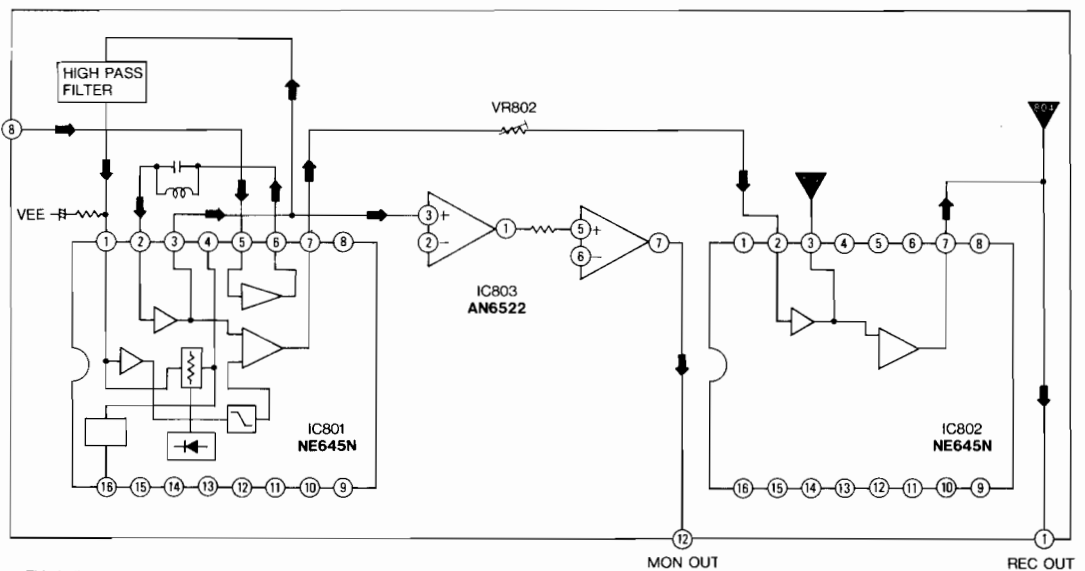 HIGH PASS
FILTER
VR802
804
8
VEE
1 2 3 4 5 6 7 8
3 +
2 −
1
5 +
6 −
7
1 2 3 4 5 6 7 8
IC803
AN6522
IC801
NE645N
IC802
NE645N
16 15 14 13 12 11 10 9
16 15 14 13 12 11 10 9
12
1
MON OUT
REC OUT